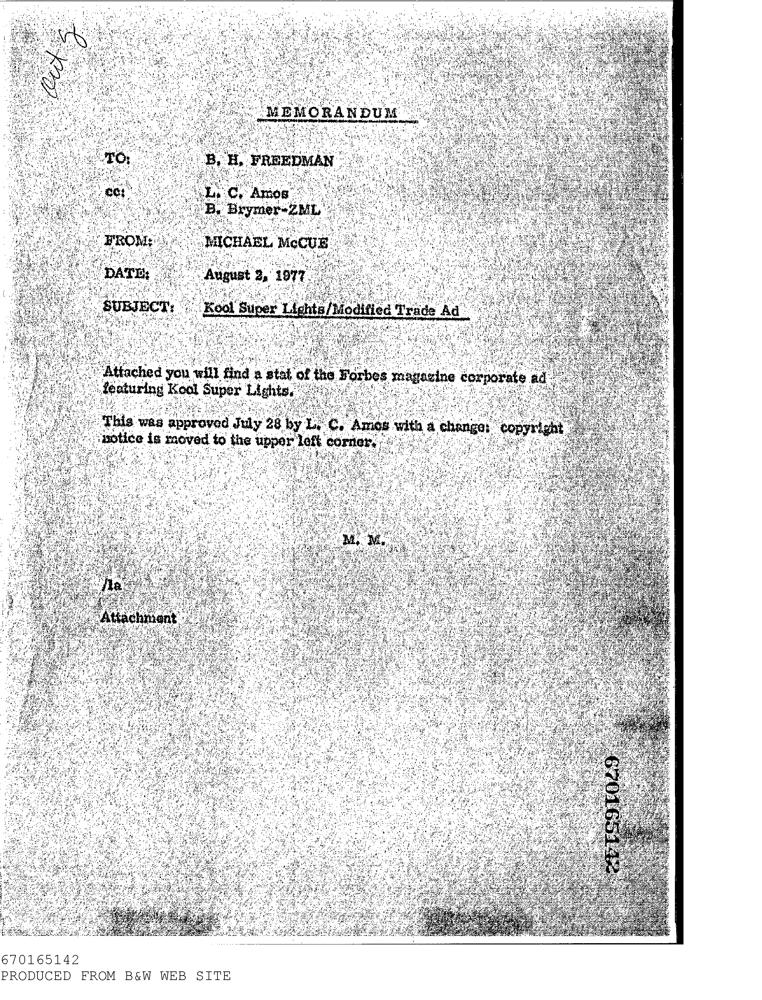 MEMORANDUM
TO: B. H. FREEDMAN
cc: L. C. Amos
B. Brymer-ZML
FROM: MICHAEL McCUE
DATE: August 2, 1977
SUBJECT: Kool Super Lights/Modified Trade Ad
Attached you will find a stat of the Forbes magazine corporate ad
featuring Kool Super Lights.
This was approved July 28 by L. C. Amos with a change: copyright
notice is moved to the upper left corner.
M. M.
/la
Attachment
670165142
670165142
PRODUCED FROM B&W WEB SITE